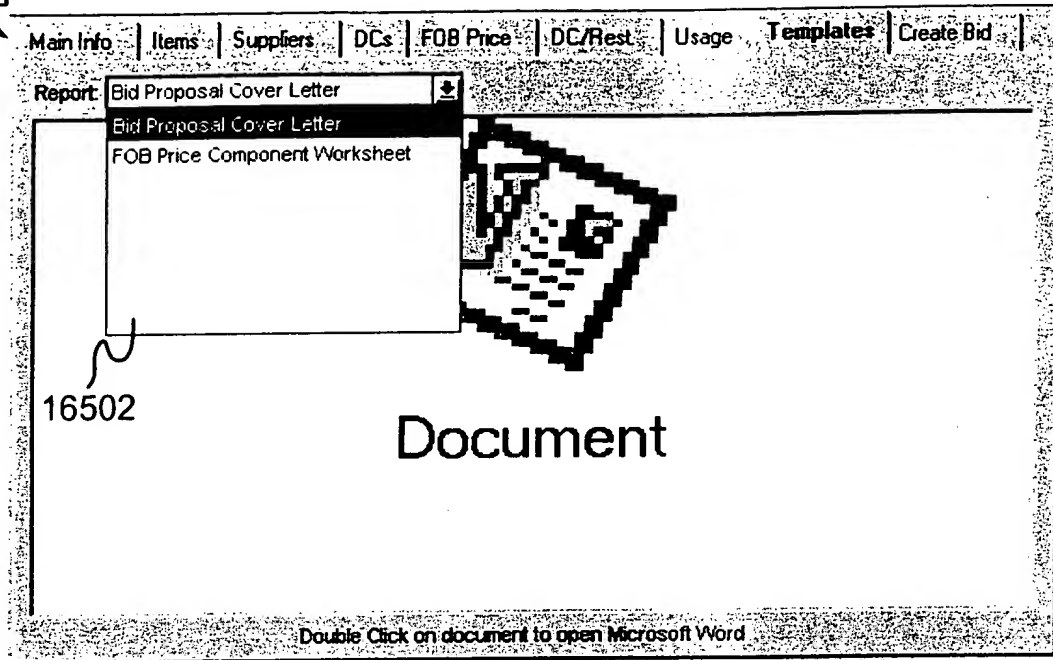 Main Info Items Suppliers DCs FOB Price DC/Rest. Usage Templates Create Bid
Report: Bid Proposal Cover Letter
Bid Proposal Cover Letter
FOB Price Component Worksheet
16502
Document
Double Click on document to open Microsoft Word